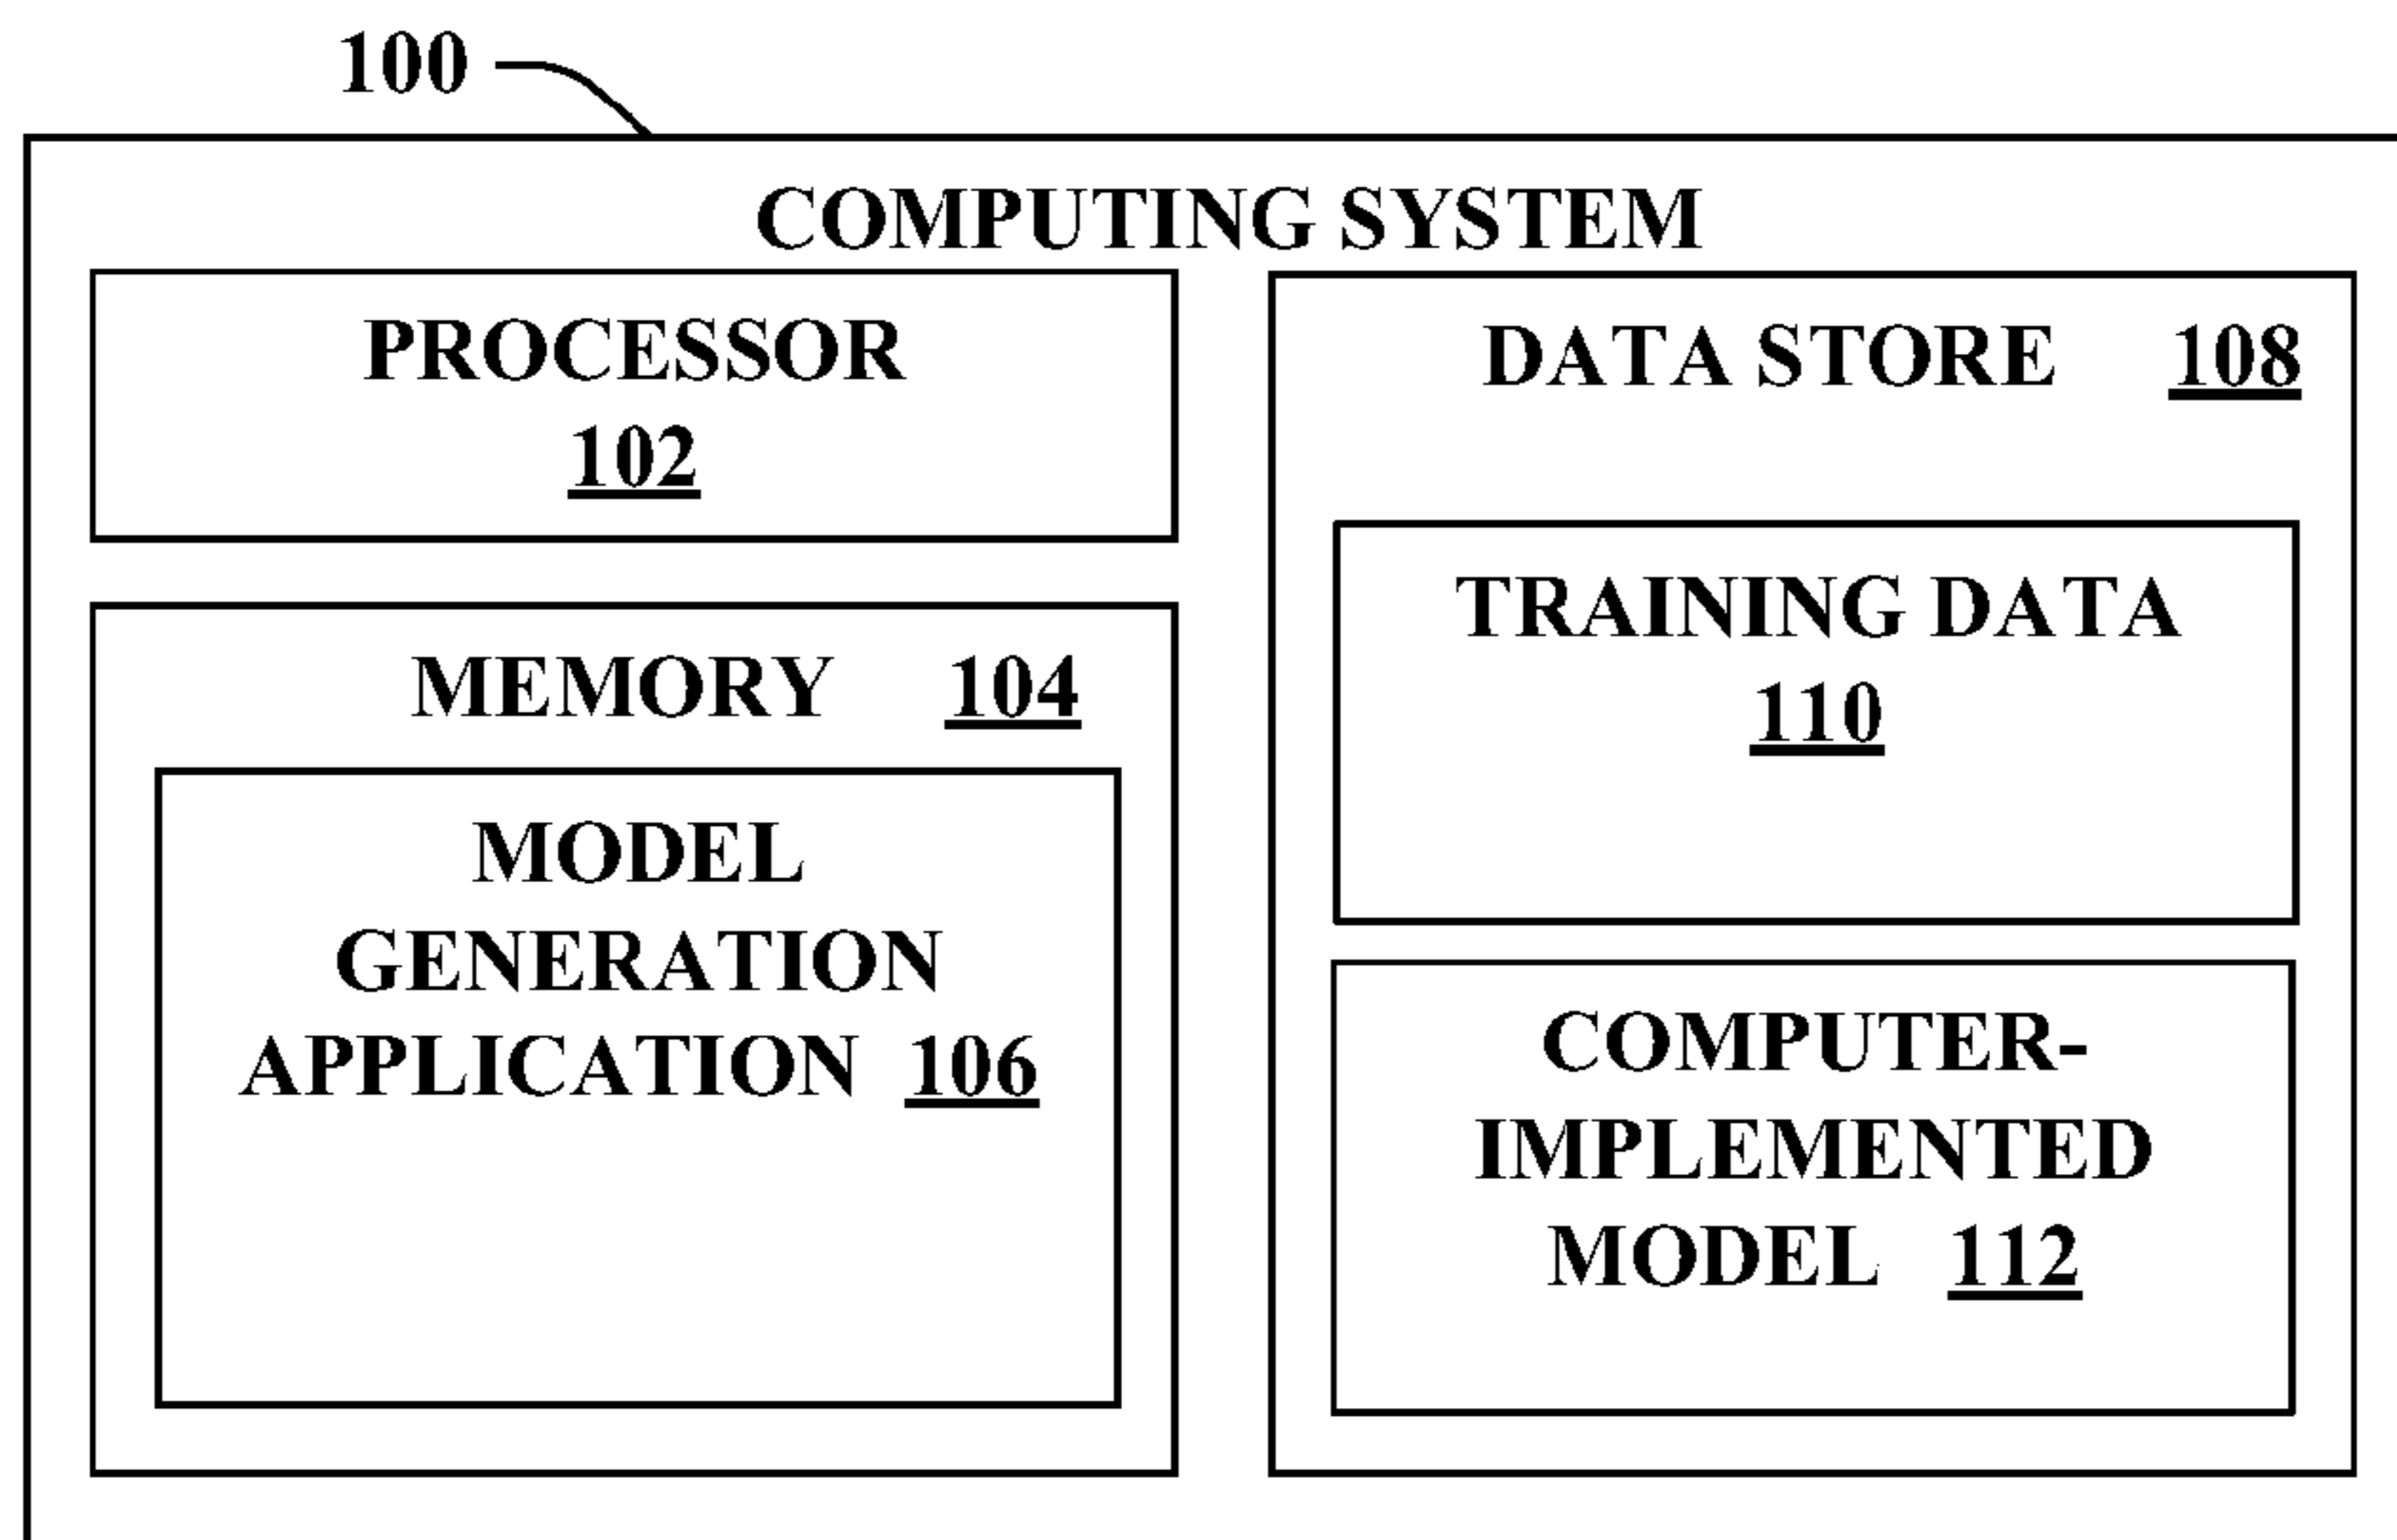 100
COMPUTING SYSTEM
PROCESSOR
102
MEMORY 104
MODEL
GENERATION
APPLICATION 106
DATA STORE 108
TRAINING DATA
110
COMPUTER-
IMPLEMENTED
MODEL 112